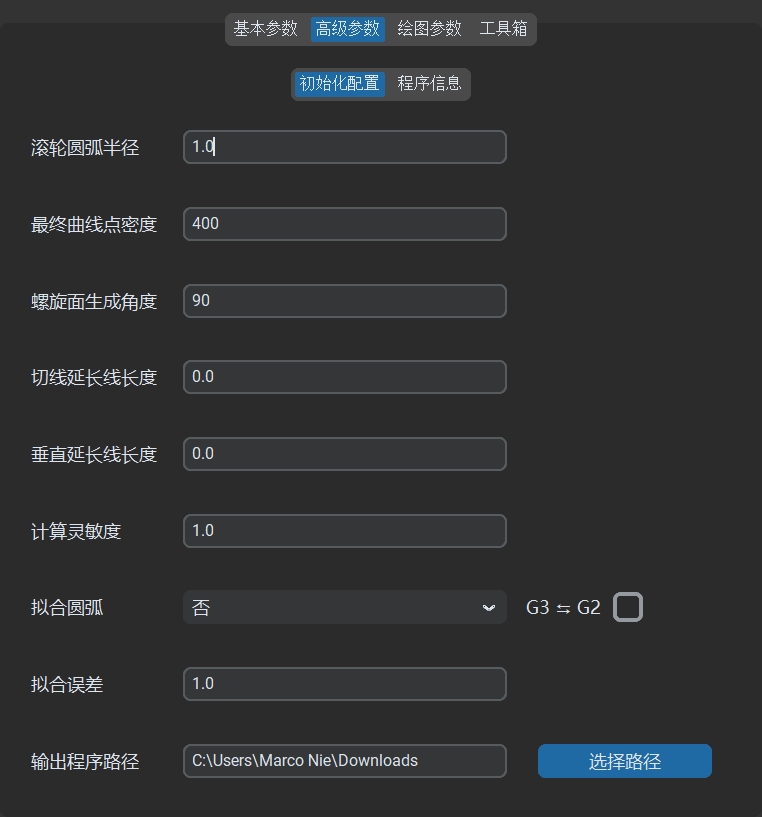 基本参数 高级参数 绘图参数 工具箱
初始化配置 程序信息
滚轮圆弧半径 1.0
最终曲线点密度 400
螺旋面生成角度 90
切线延长线长度 0.0
垂直延长线长度 0.0
计算灵敏度 1.0
拟合圆弧 否 G3 ⇆ G2
拟合误差 1.0
输出程序路径 C:\Users\Marco Nie\Downloads 选择路径